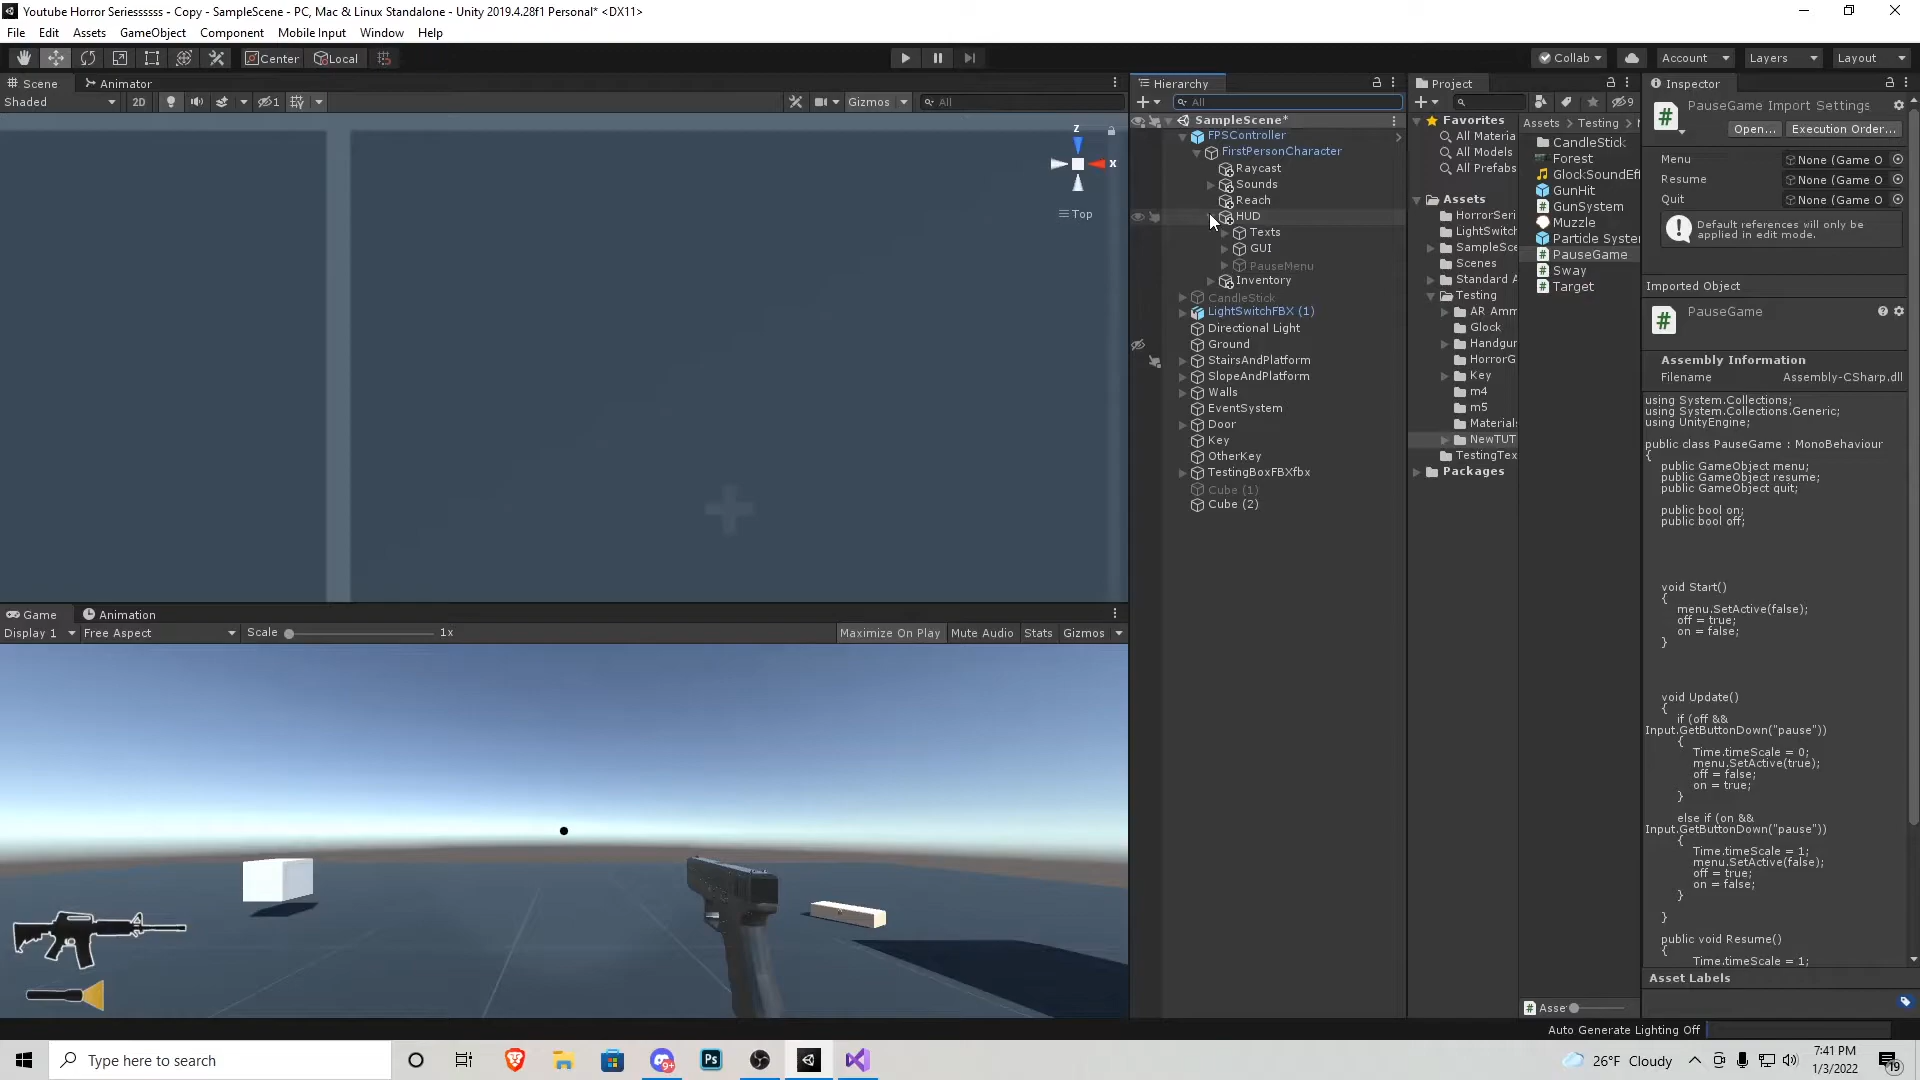 Youtube Horror Seriesssss - Copy - SampleScene - PC, Mac & Linux Standalone - Unity 2019.4.28f1 Personal* <DX11>
File Edit Assets GameObject Component Mobile Input Window Help
Center Local Collab Account Layers Layout
Scene Animator
Shaded 2D 1 Gizmos All
z
x
Top
Game Animation
Display 1 Free Aspect Scale 1x Maximize On Play Mute Audio Stats Gizmos
Hierarchy
All
SampleScene*
FPSController
FirstPersonCharacter
Raycast
Sounds
Reach
HUD
Texts
GUI
PauseMenu
Inventory
CandleStick
LightSwitchFBX (1)
Directional Light
Ground
StairsAndPlatform
SlopeAndPlatform
Walls
EventSystem
Door
Key
OtherKey
TestingBoxFBXfbx
Cube (1)
Cube (2)
Project
9
Favorites
All Materia
All Models
All Prefabs
Assets
HorrorSeri
LightSwitch
SampleSce
Scenes
Standard A
Testing
AR Amm
Glock
Handgur
HorrorG
Key
m4
m5
Materials
NewTUT
TestingTex
Packages
Assets Testing
CandleStick
Forest
GlockSoundEf
GunHit
GunSystem
Muzzle
Particle Syste
PauseGame
Sway
Target
Asse
Inspector
PauseGame Import Settings
Open... Execution Order...
Menu None (Game O
Resume None (Game O
Quit None (Game O
Default references will only be
applied in edit mode.
Imported Object
PauseGame
Assembly Information
Filename Assembly-CSharp.dll
using System.Collections;
using System.Collections.Generic;
using UnityEngine;
public class PauseGame : MonoBehaviour
{
public GameObject menu;
public GameObject resume;
public GameObject quit;
public bool on;
public bool off;
void Start()
{
menu.SetActive(false);
off = true;
on = false;
}
void Update()
{
if (off &&
Input.GetButtonDown("pause"))
{
Time.timeScale = 0;
menu.SetActive(true);
off = false;
on = true;
}
else if (on &&
Input.GetButtonDown("pause"))
{
Time.timeScale = 1;
menu.SetActive(false);
off = true;
on = false;
}
}
public void Resume()
{
Time.timeScale = 1;
Asset Labels
Auto Generate Lighting Off
Type here to search
9+
Ps
26°F Cloudy
7:41 PM
1/3/2022
19